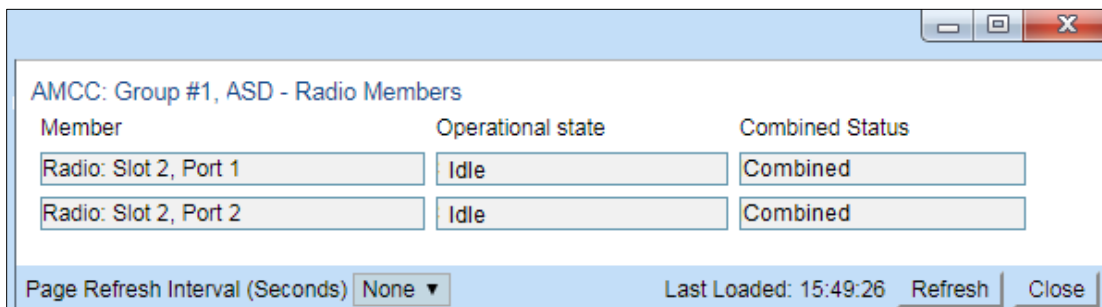 AMCC: Group #1, ASD - Radio Members
Member Operational state Combined Status
Radio: Slot 2, Port 1 Idle Combined
Radio: Slot 2, Port 2 Idle Combined
Page Refresh Interval (Seconds) None ▼ Last Loaded: 15:49:26 Refresh Close